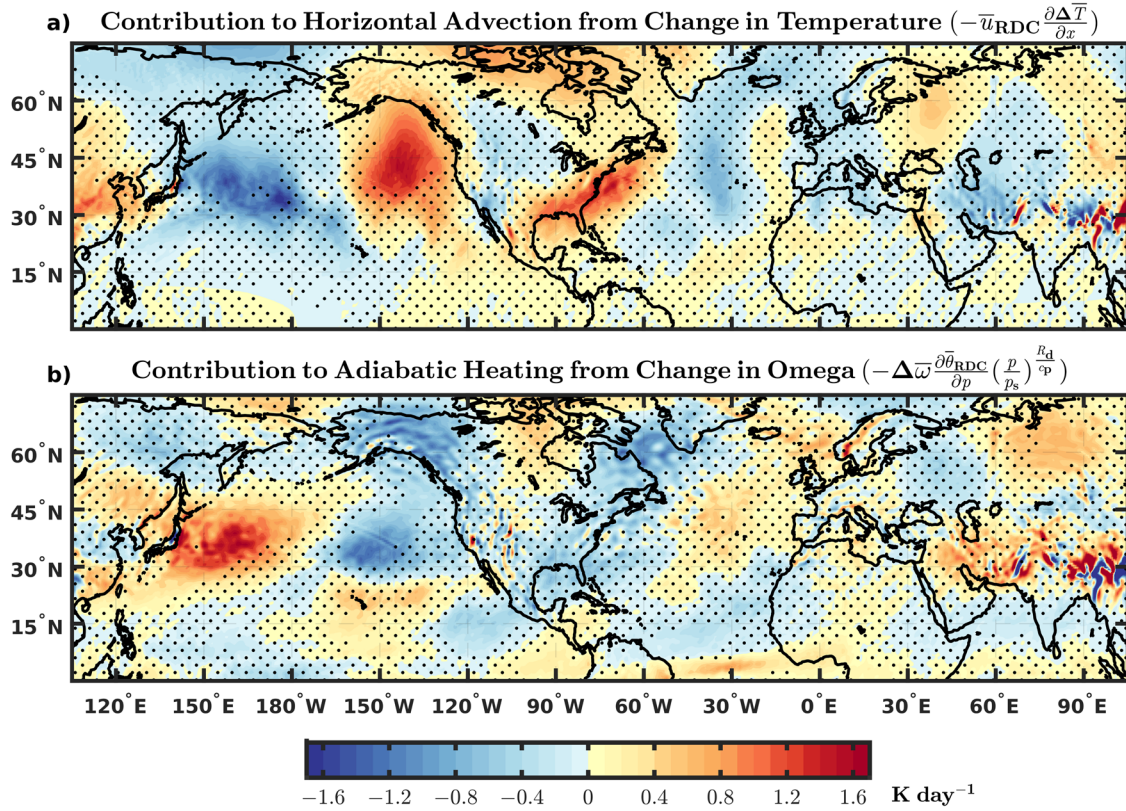 a) Contribution to Horizontal Advection from Change in Temperature (−u̅_RDC ∂ΔT̅/∂x)
60°N
45°N
30°N
15°N
b) Contribution to Adiabatic Heating from Change in Omega (−Δω̅ ∂θ̅_RDC/∂p (p/p_s)^(R_d/c_p))
60°N
45°N
30°N
15°N
120°E 150°E 180°W 150°W 120°W 90°W 60°W 30°W 0°E 30°E 60°E 90°E
−1.6 −1.2 −0.8 −0.4 0 0.4 0.8 1.2 1.6 K day⁻¹